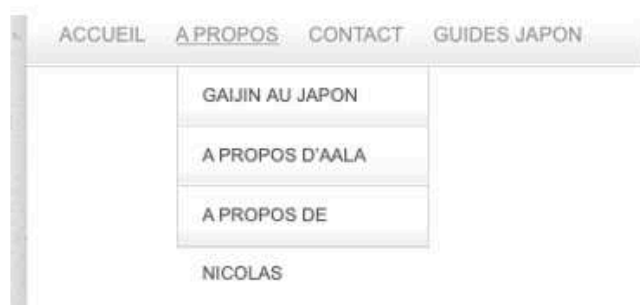 ACCUEIL A PROPOS CONTACT GUIDES JAPON
GAIJIN AU JAPON
A PROPOS D'AALA
A PROPOS DE
NICOLAS